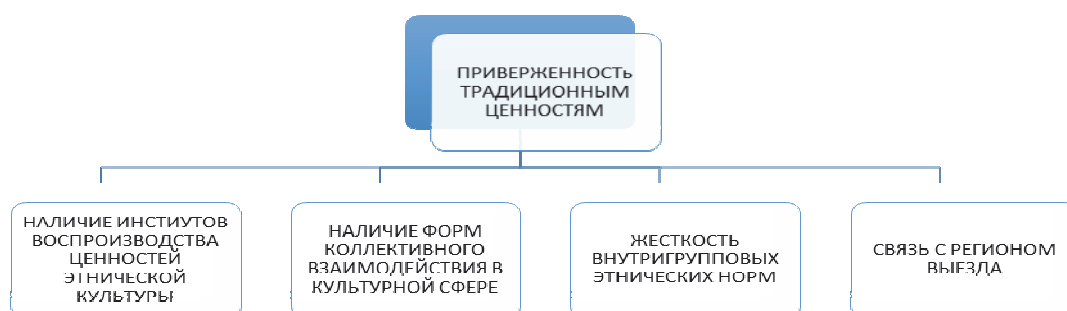 ПРИВЕРЖЕННОСТЬ
ТРАДИЦИОННЫМ
ЦЕННОСТЯМ
НАЛИЧИЕ ИНСТИУТОВ
ВОСПРОИЗВОДСТВА
ЦЕННОСТЕЙ
ЭТНИЧЕСКОЙ
КУЛЬТУРЫ
НАЛИЧИЕ ФОРМ
КОЛЛЕКТИВНОГО
ВЗАИМОДЕЙСТВИЯ В
КУЛЬТУРНОЙ СФЕРЕ
ЖЕСТКОСТЬ
ВНУТРИГРУППОВЫХ
ЭТНИЧЕСКИХ НОРМ
СВЯЗЬ С РЕГИОНОМ
ВЫЕЗДА